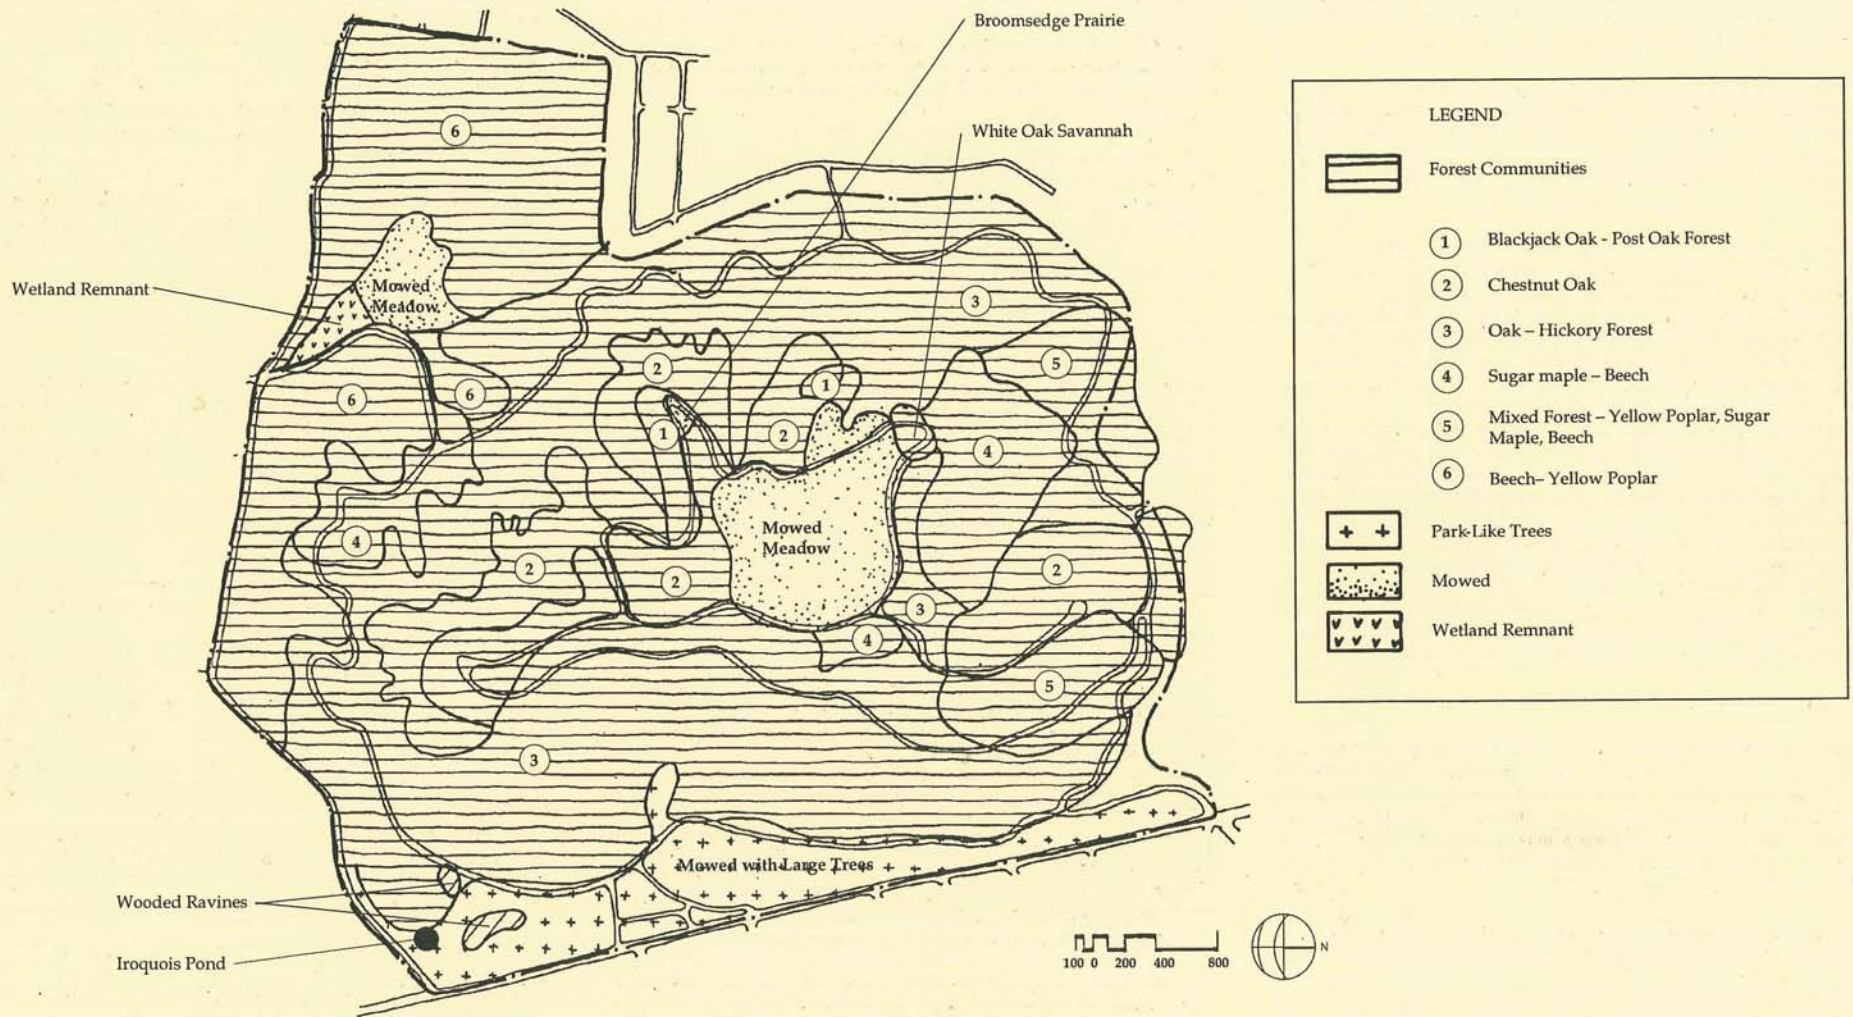 Broomsedge Prairie
White Oak Savannah
6
Wetland Remnant
Mowed
Meadow
3
2
5
1
6
6
1
2
4
4
Mowed
Meadow
2
2
2
3
4
5
3
Mowed with Large Trees
Wooded Ravines
Iroquois Pond
100 0 200 400 800
N
LEGEND
Forest Communities
1 Blackjack Oak - Post Oak Forest
2 Chestnut Oak
3 Oak – Hickory Forest
4 Sugar maple – Beech
5 Mixed Forest – Yellow Poplar, Sugar
Maple, Beech
6 Beech– Yellow Poplar
Park-Like Trees
Mowed
Wetland Remnant